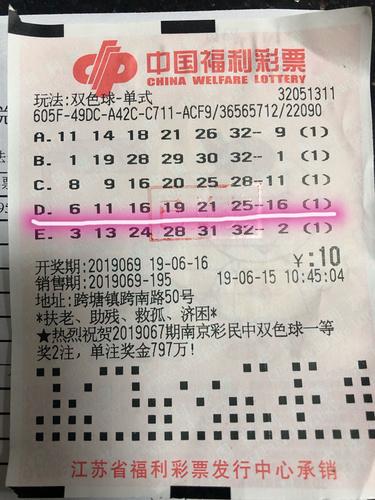 中国福利彩票
CHINA WELFARE LOTTERY
玩法:双色球-单式 32051311
605F-49DC-A42C-C711-ACF9/36565712/22090
A.11 14 18 21 26 32-- 9 (1)
B. 1 19 28 29 30 32-- 1 (1)
C. 8 9 16 20 25 28-11 (1)
D. 6 11 16 19 21 25-16 (1)
E. 3 13 24 28 31 32-- 2 (1)
开奖期:2019069 19-06-16 ¥:10
销售期:2019069-195 19-06-15 10:45:04
地址:跨塘镇跨南路50号
*扶老、助残、救孤、济困*
★热烈祝贺2019067期南京彩民中双色球一等
奖2注，单注奖金797万!
江苏省福利彩票发行中心承销